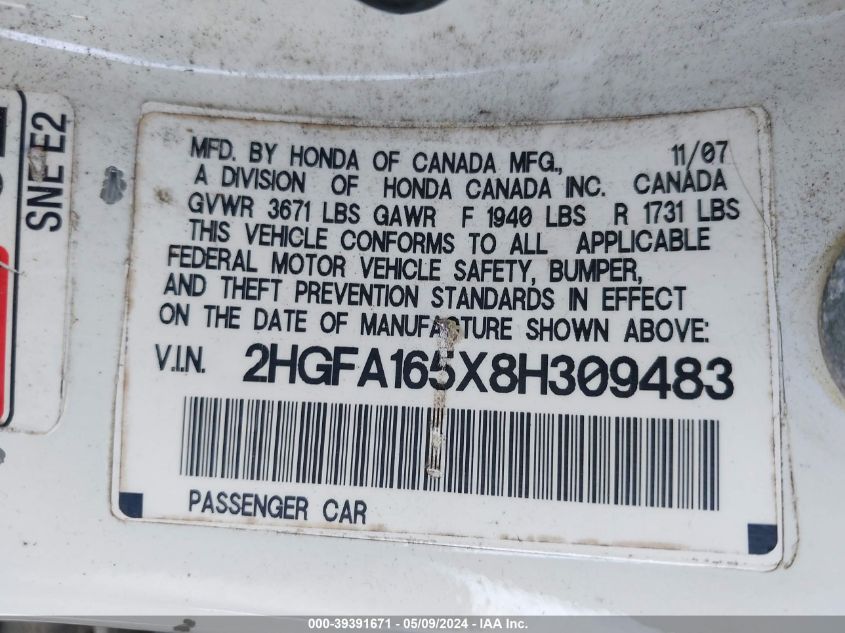 SNE E2
MFD. BY HONDA OF CANADA MFG., 11/07
A DIVISION OF HONDA CANADA INC. CANADA
GVWR 3671 LBS GAWR F 1940 LBS R 1731 LBS
THIS VEHICLE CONFORMS TO ALL APPLICABLE
FEDERAL MOTOR VEHICLE SAFETY, BUMPER,
AND THEFT PREVENTION STANDARDS IN EFFECT
ON THE DATE OF MANUFACTURE SHOWN ABOVE:
V.I.N. 2HGFA165X8H309483
PASSENGER CAR
000-39391671 - 05/09/2024 - IAA Inc.